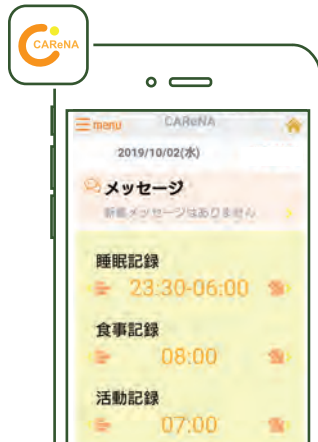 CAReNA
menu CAReNA
2019/10/02(水)
メッセージ
新着メッセージはありません
睡眠記録
23:30-06:00
食事記録
08:00
活動記録
07:00